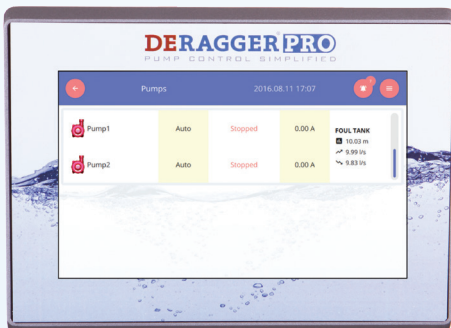 DERAGGER PRO
PUMP CONTROL SIMPLIFIED
Pumps 2016.08.11 17:07
Pump1 Auto Stopped 0.00 A
Pump2 Auto Stopped 0.00 A
FOUL TANK
10.03 m
9.99 l/s
9.83 l/s